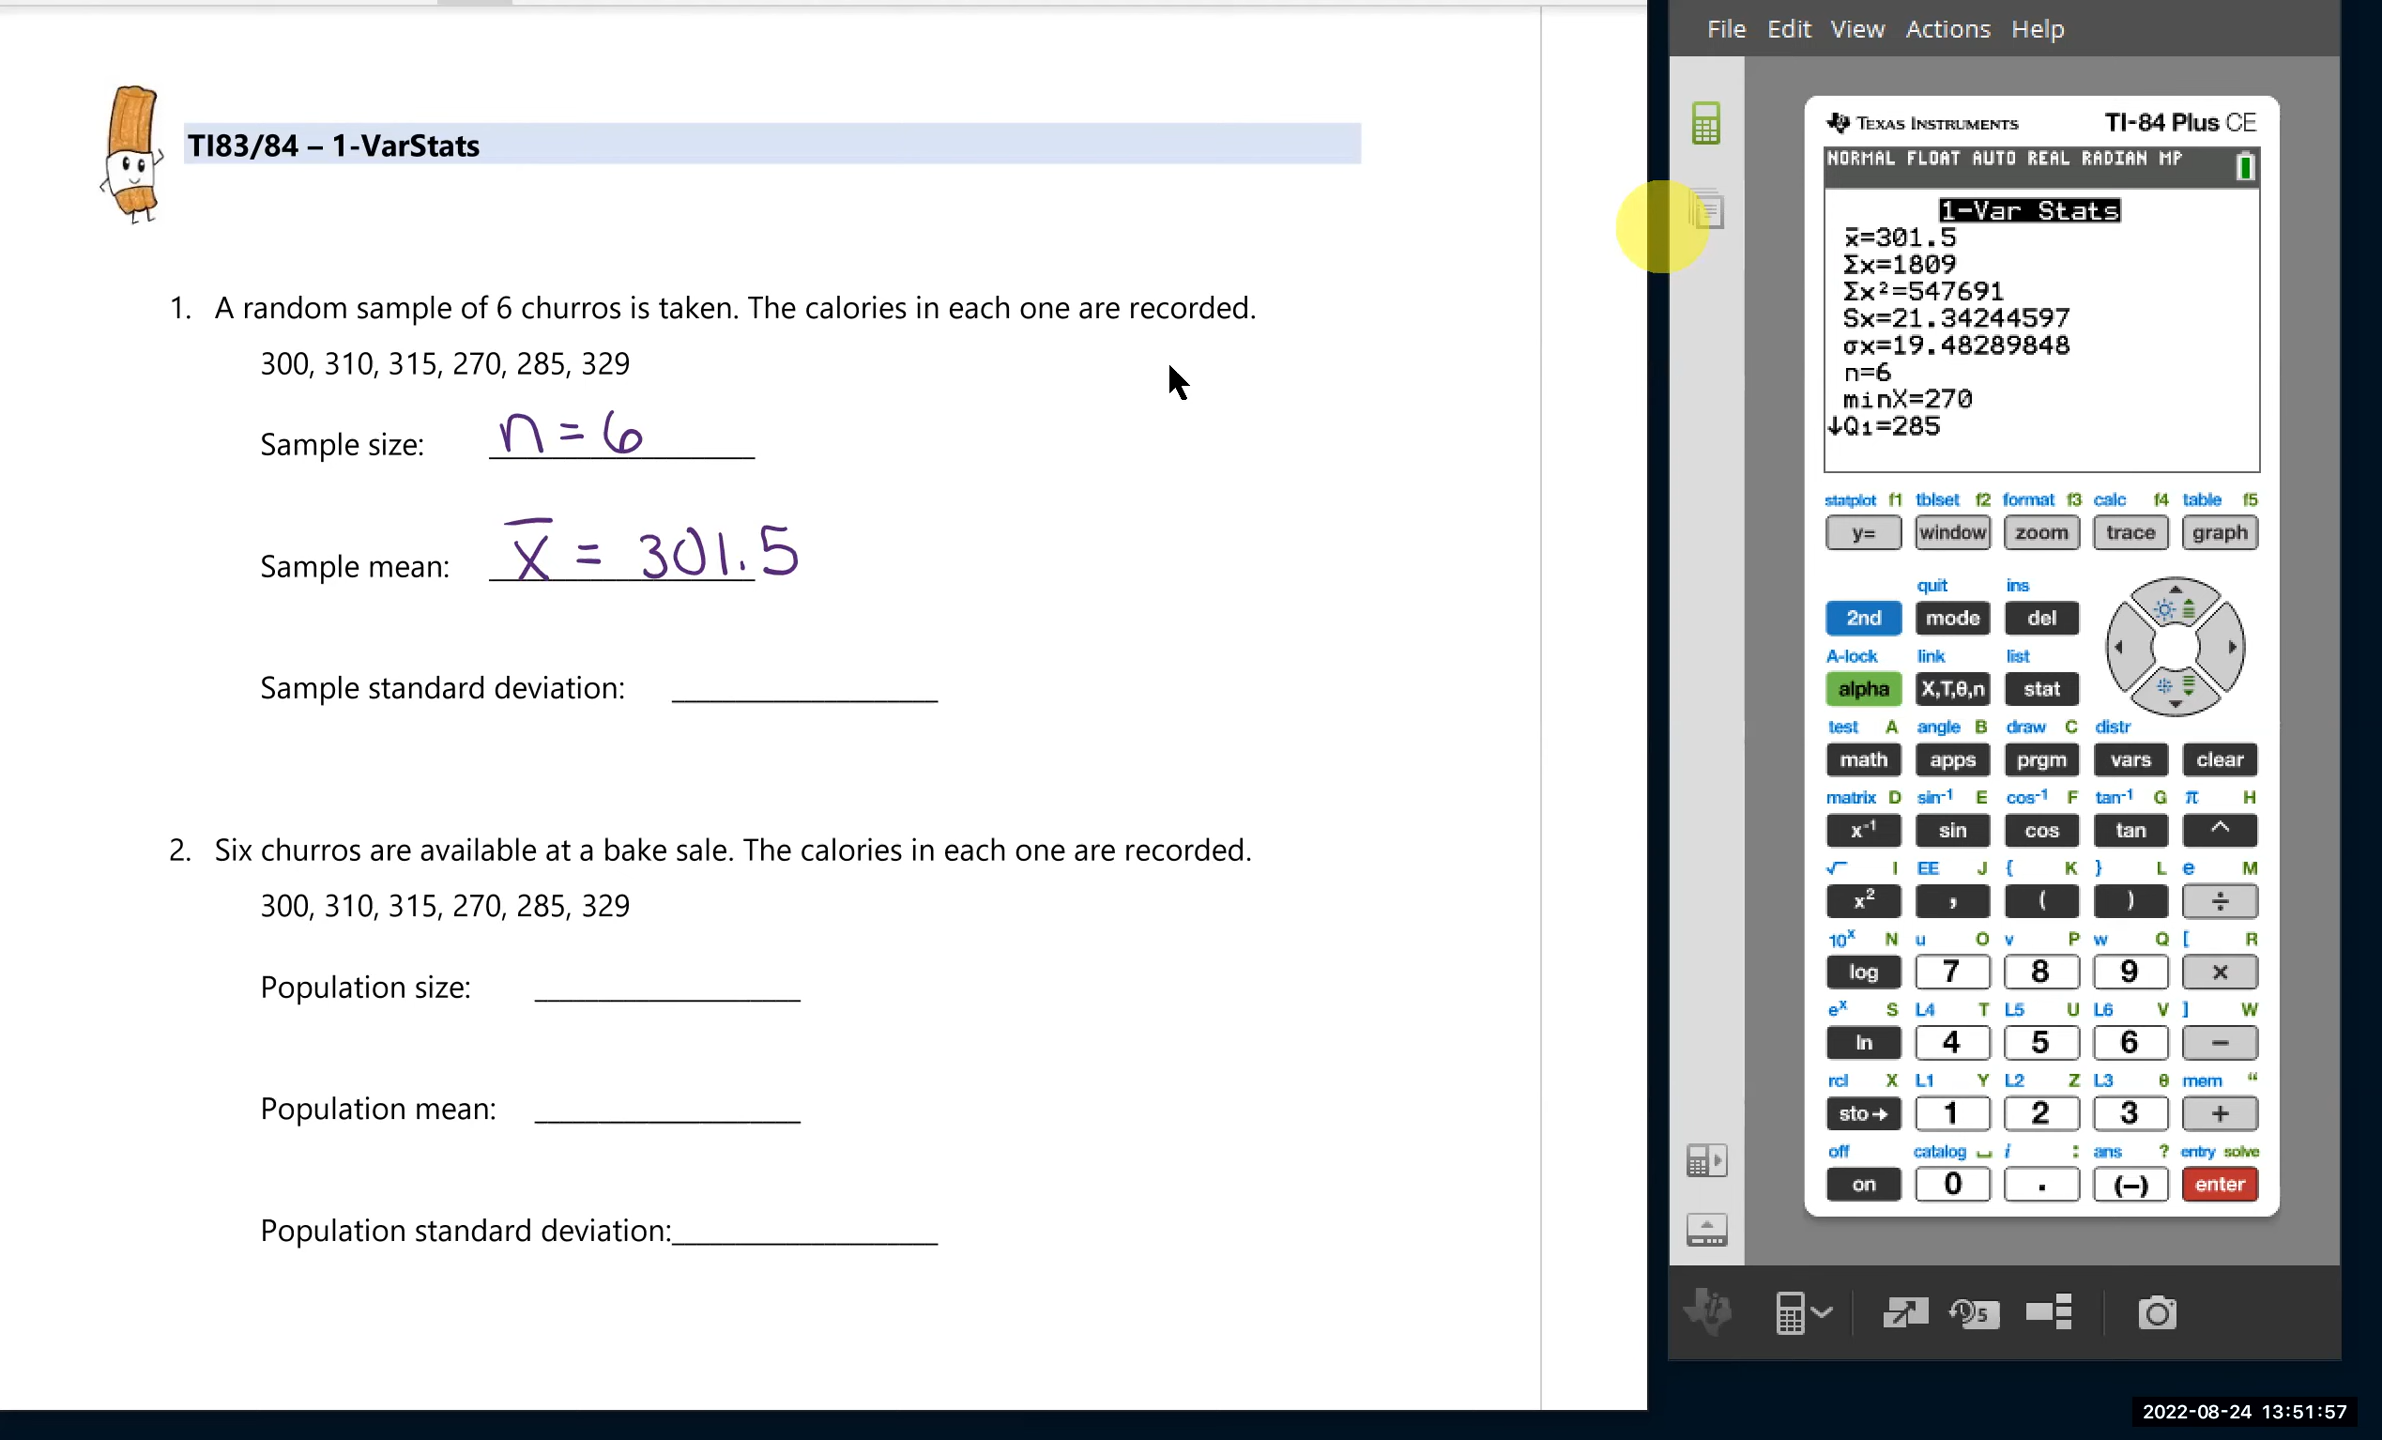 File Edit View Actions Help
TI83/84 – 1-VarStats
1. A random sample of 6 churros is taken. The calories in each one are recorded.
300, 310, 315, 270, 285, 329
Sample size: n = 6
Sample mean: x̄ = 301.5
Sample standard deviation:
2. Six churros are available at a bake sale. The calories in each one are recorded.
300, 310, 315, 270, 285, 329
Population size:
Population mean:
Population standard deviation:
TEXAS INSTRUMENTS TI-84 Plus CE
NORMAL FLOAT AUTO REAL RADIAN MP
1-Var Stats
x̄=301.5
Σx=1809
Σx²=547691
Sx=21.34244597
σx=19.48289848
n=6
minX=270
↓Q₁=285
statplot f1 tblset f2 format f3 calc f4 table f5
y= window zoom trace graph
quit ins
2nd mode del
A-lock link list
alpha X,T,θ,n stat
test A angle B draw C distr
math apps prgm vars clear
matrix D sin⁻¹ E cos⁻¹ F tan⁻¹ G π H
x⁻¹ sin cos tan ^
√ I EE J { K } L e M
x² , ( ) ÷
10ˣ N u O v P w Q [ R
log 7 8 9 ×
eˣ S L4 T L5 U L6 V ] W
ln 4 5 6 −
rcl X L1 Y L2 Z L3 θ mem “
sto→ 1 2 3 +
off catalog ⎵ i : ans ? entry solve
on 0 . (−) enter
5
2022-08-24 13:51:57